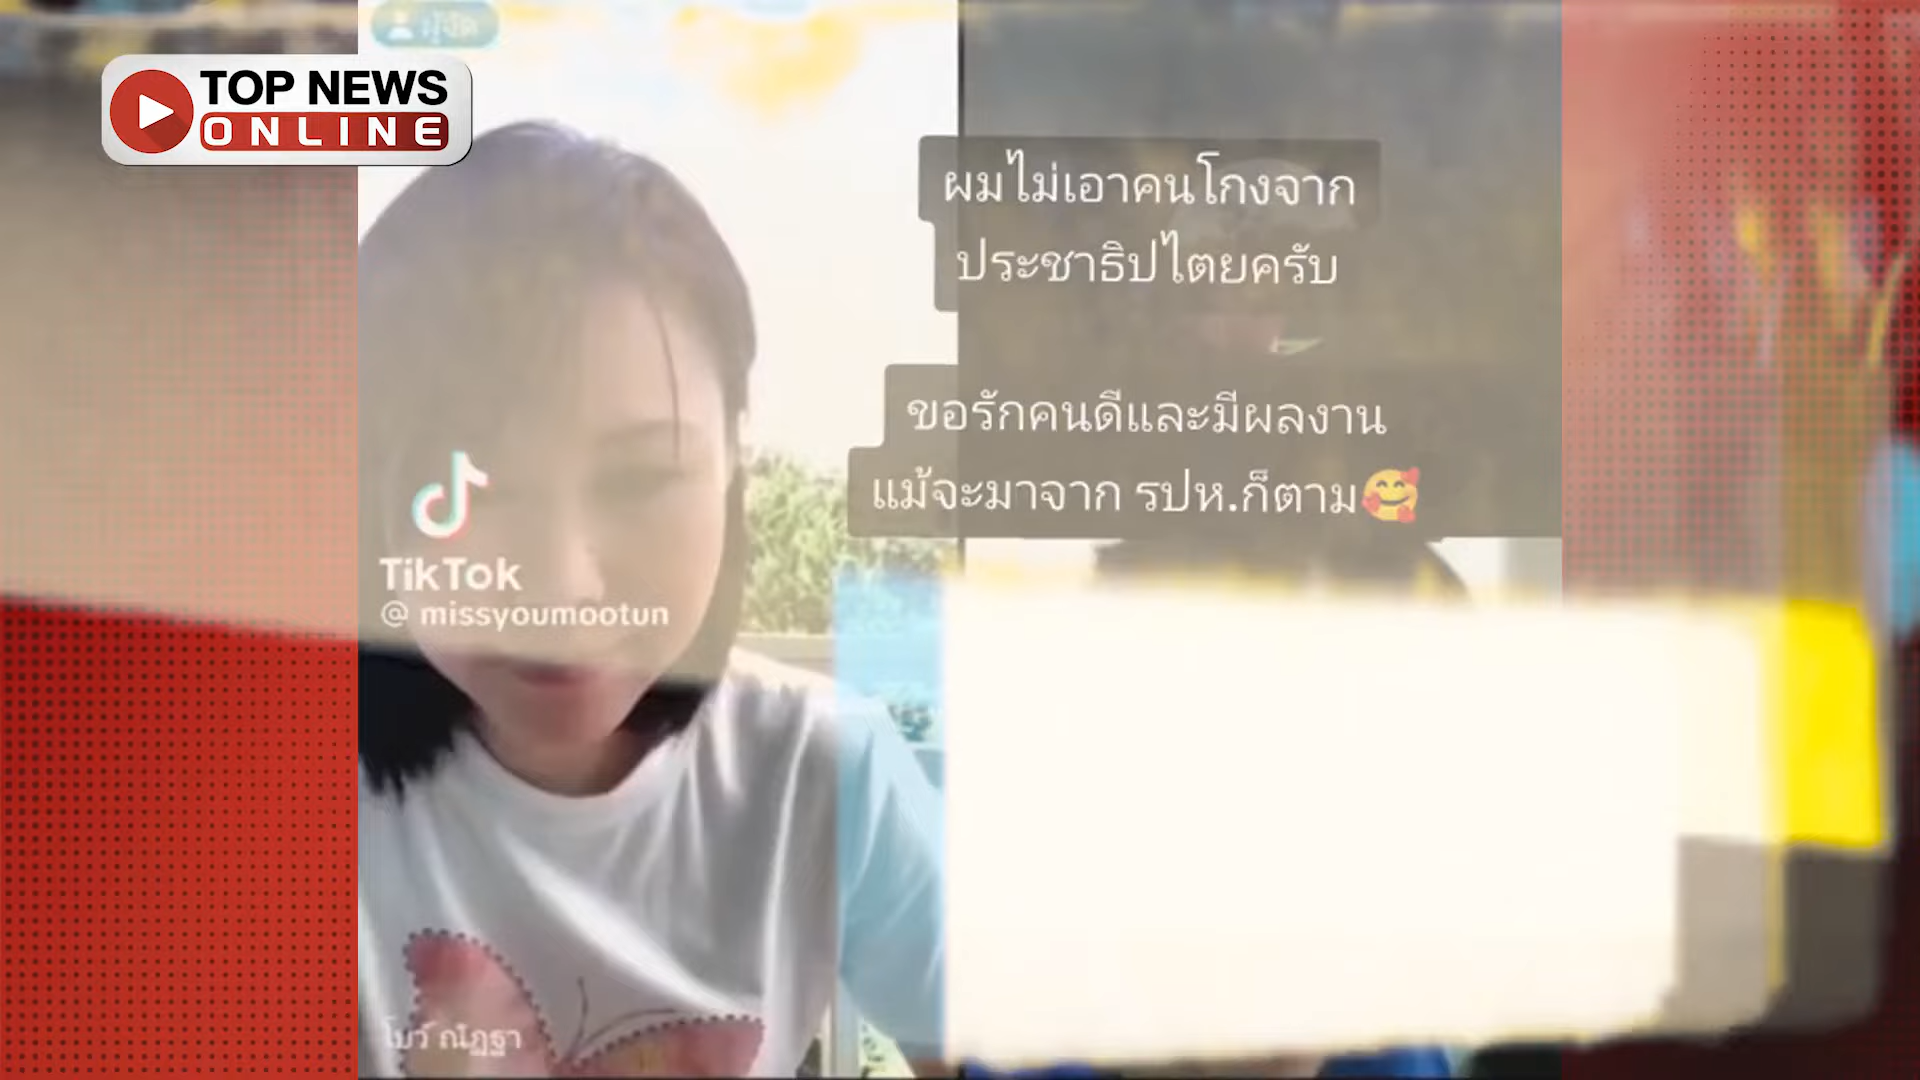 ผู้จัด
TOP NEWS
ONLINE
ผมไม่เอาคนโกงจาก
ประชาธิปไตยครับ
ขอรักคนดีและมีผลงาน
แม้จะมาจาก รปห.ก็ตาม🥰
TikTok
@ missyoumootun
โบว์ ณัฏฐา